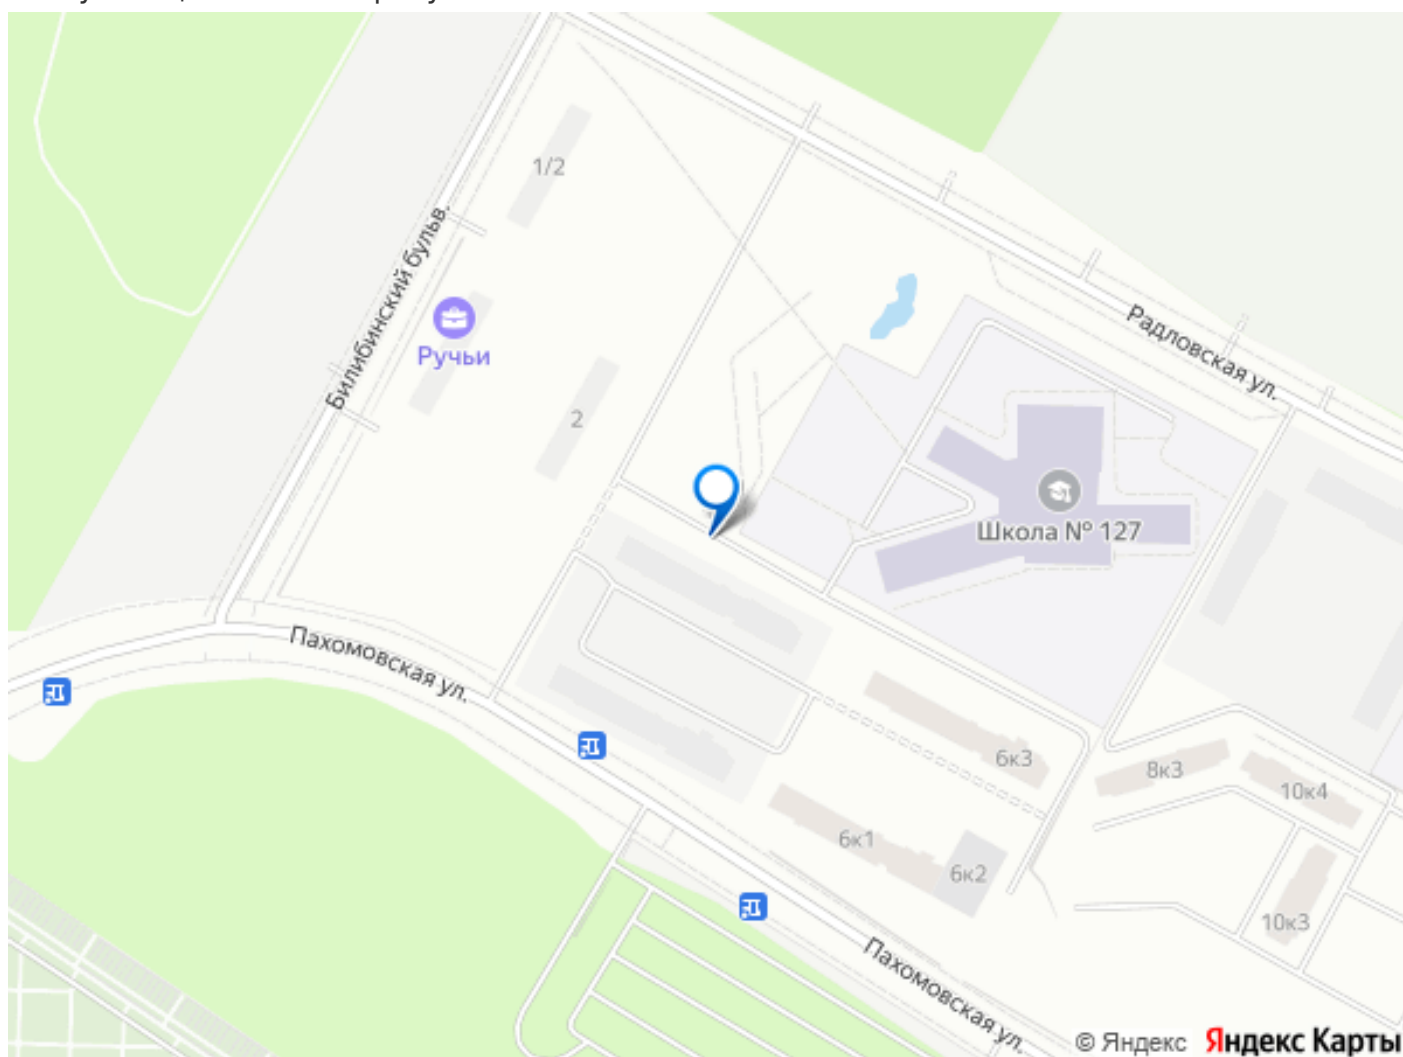 1/2
Билибинский бульв.
Ручьи
2
Радловская ул.
Школа № 127
Пахомовская ул.
6к3
8к3
10к4
6к1
6к2
10к3
Пахомовская ул.
© Яндекс Яндекс Карты